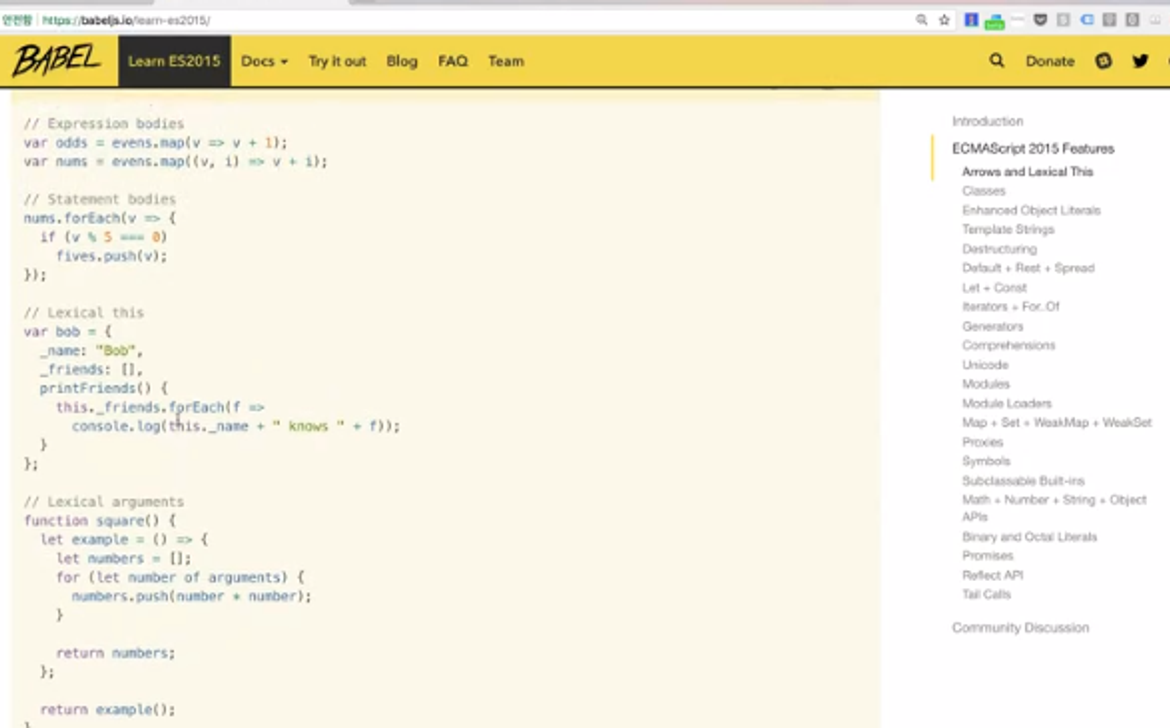 안전함 https://babeljs.io/learn-es2015/
BABEL Learn ES2015 Docs Try it out Blog FAQ Team Donate
// Expression bodies
var odds = evens.map(v => v + 1);
var nums = evens.map((v, i) => v + i);
// Statement bodies
nums.forEach(v => {
  if (v % 5 === 0)
    fives.push(v);
});
// Lexical this
var bob = {
  _name: "Bob",
  _friends: [],
  printFriends() {
    this._friends.forEach(f =>
      console.log(this._name + " knows " + f));
  }
};
// Lexical arguments
function square() {
  let example = () => {
    let numbers = [];
    for (let number of arguments) {
      numbers.push(number * number);
    }
    return numbers;
  };
  return example();
Introduction
ECMAScript 2015 Features
Arrows and Lexical This
Classes
Enhanced Object Literals
Template Strings
Destructuring
Default + Rest + Spread
Let + Const
Iterators + For..Of
Generators
Comprehensions
Unicode
Modules
Module Loaders
Map + Set + WeakMap + WeakSet
Proxies
Symbols
Subclassable Built-ins
Math + Number + String + Object
APIs
Binary and Octal Literals
Promises
Reflect API
Tail Calls
Community Discussion